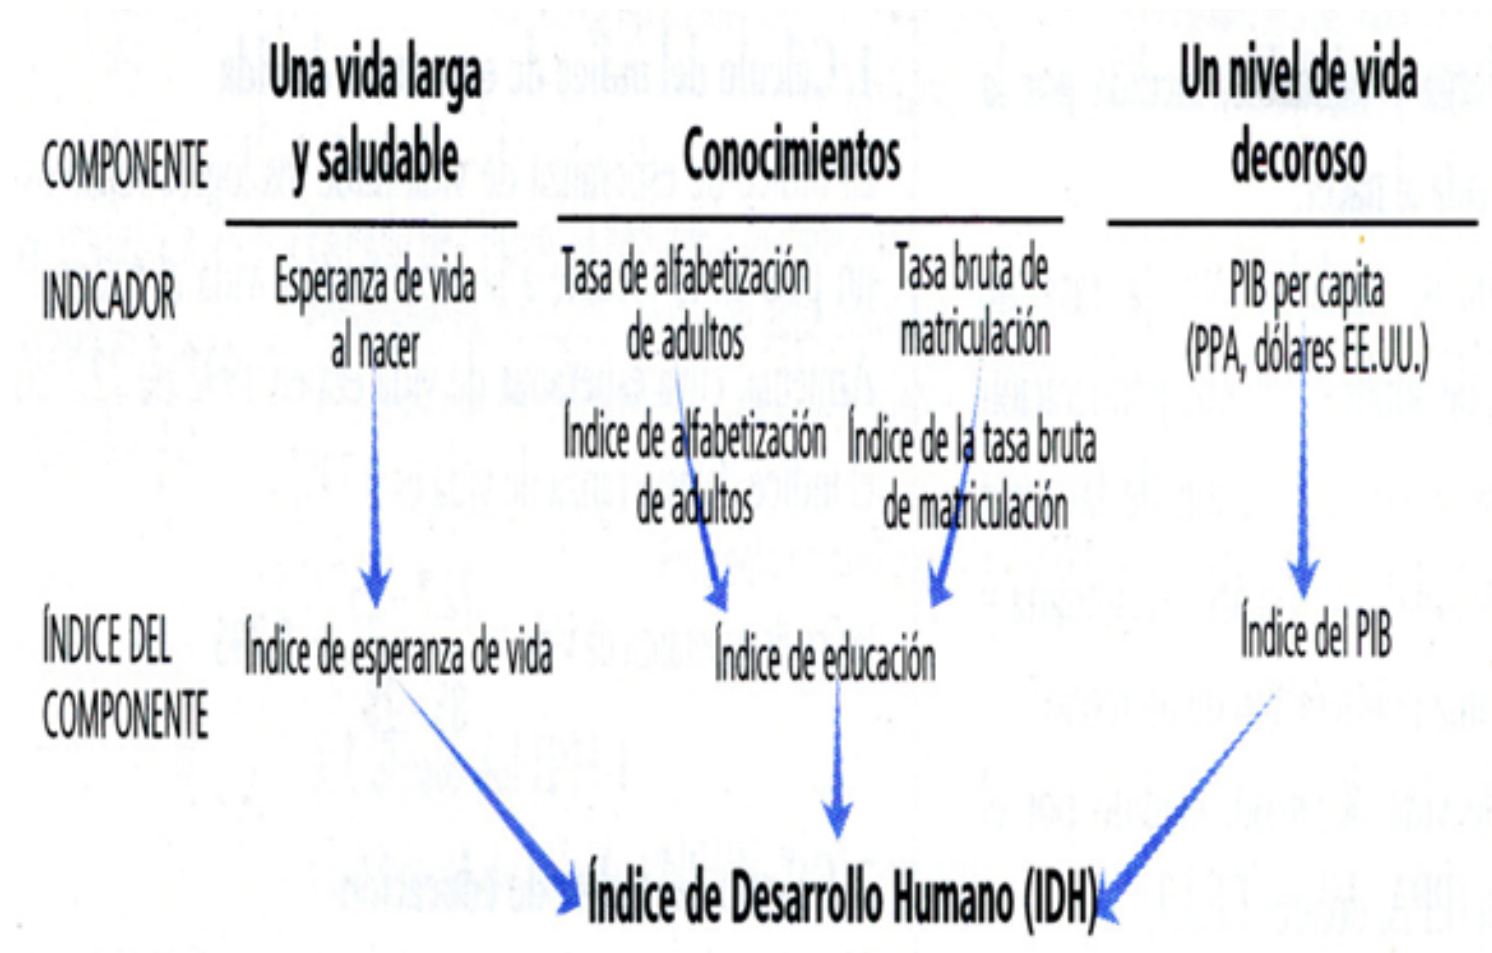 Una vida larga
y saludable
Conocimientos
Un nivel de vida
decoroso
COMPONENTE
INDICADOR
Esperanza de vida
al nacer
Tasa de alfabetización
de adultos
Tasa bruta de
matriculación
PIB per capita
(PPA, dólares EE.UU.)
Índice de alfabetización
de adultos
Índice de la tasa bruta
de matriculación
ÍNDICE DEL
COMPONENTE
Índice de esperanza de vida
Índice de educación
Índice del PIB
Índice de Desarrollo Humano (IDH)